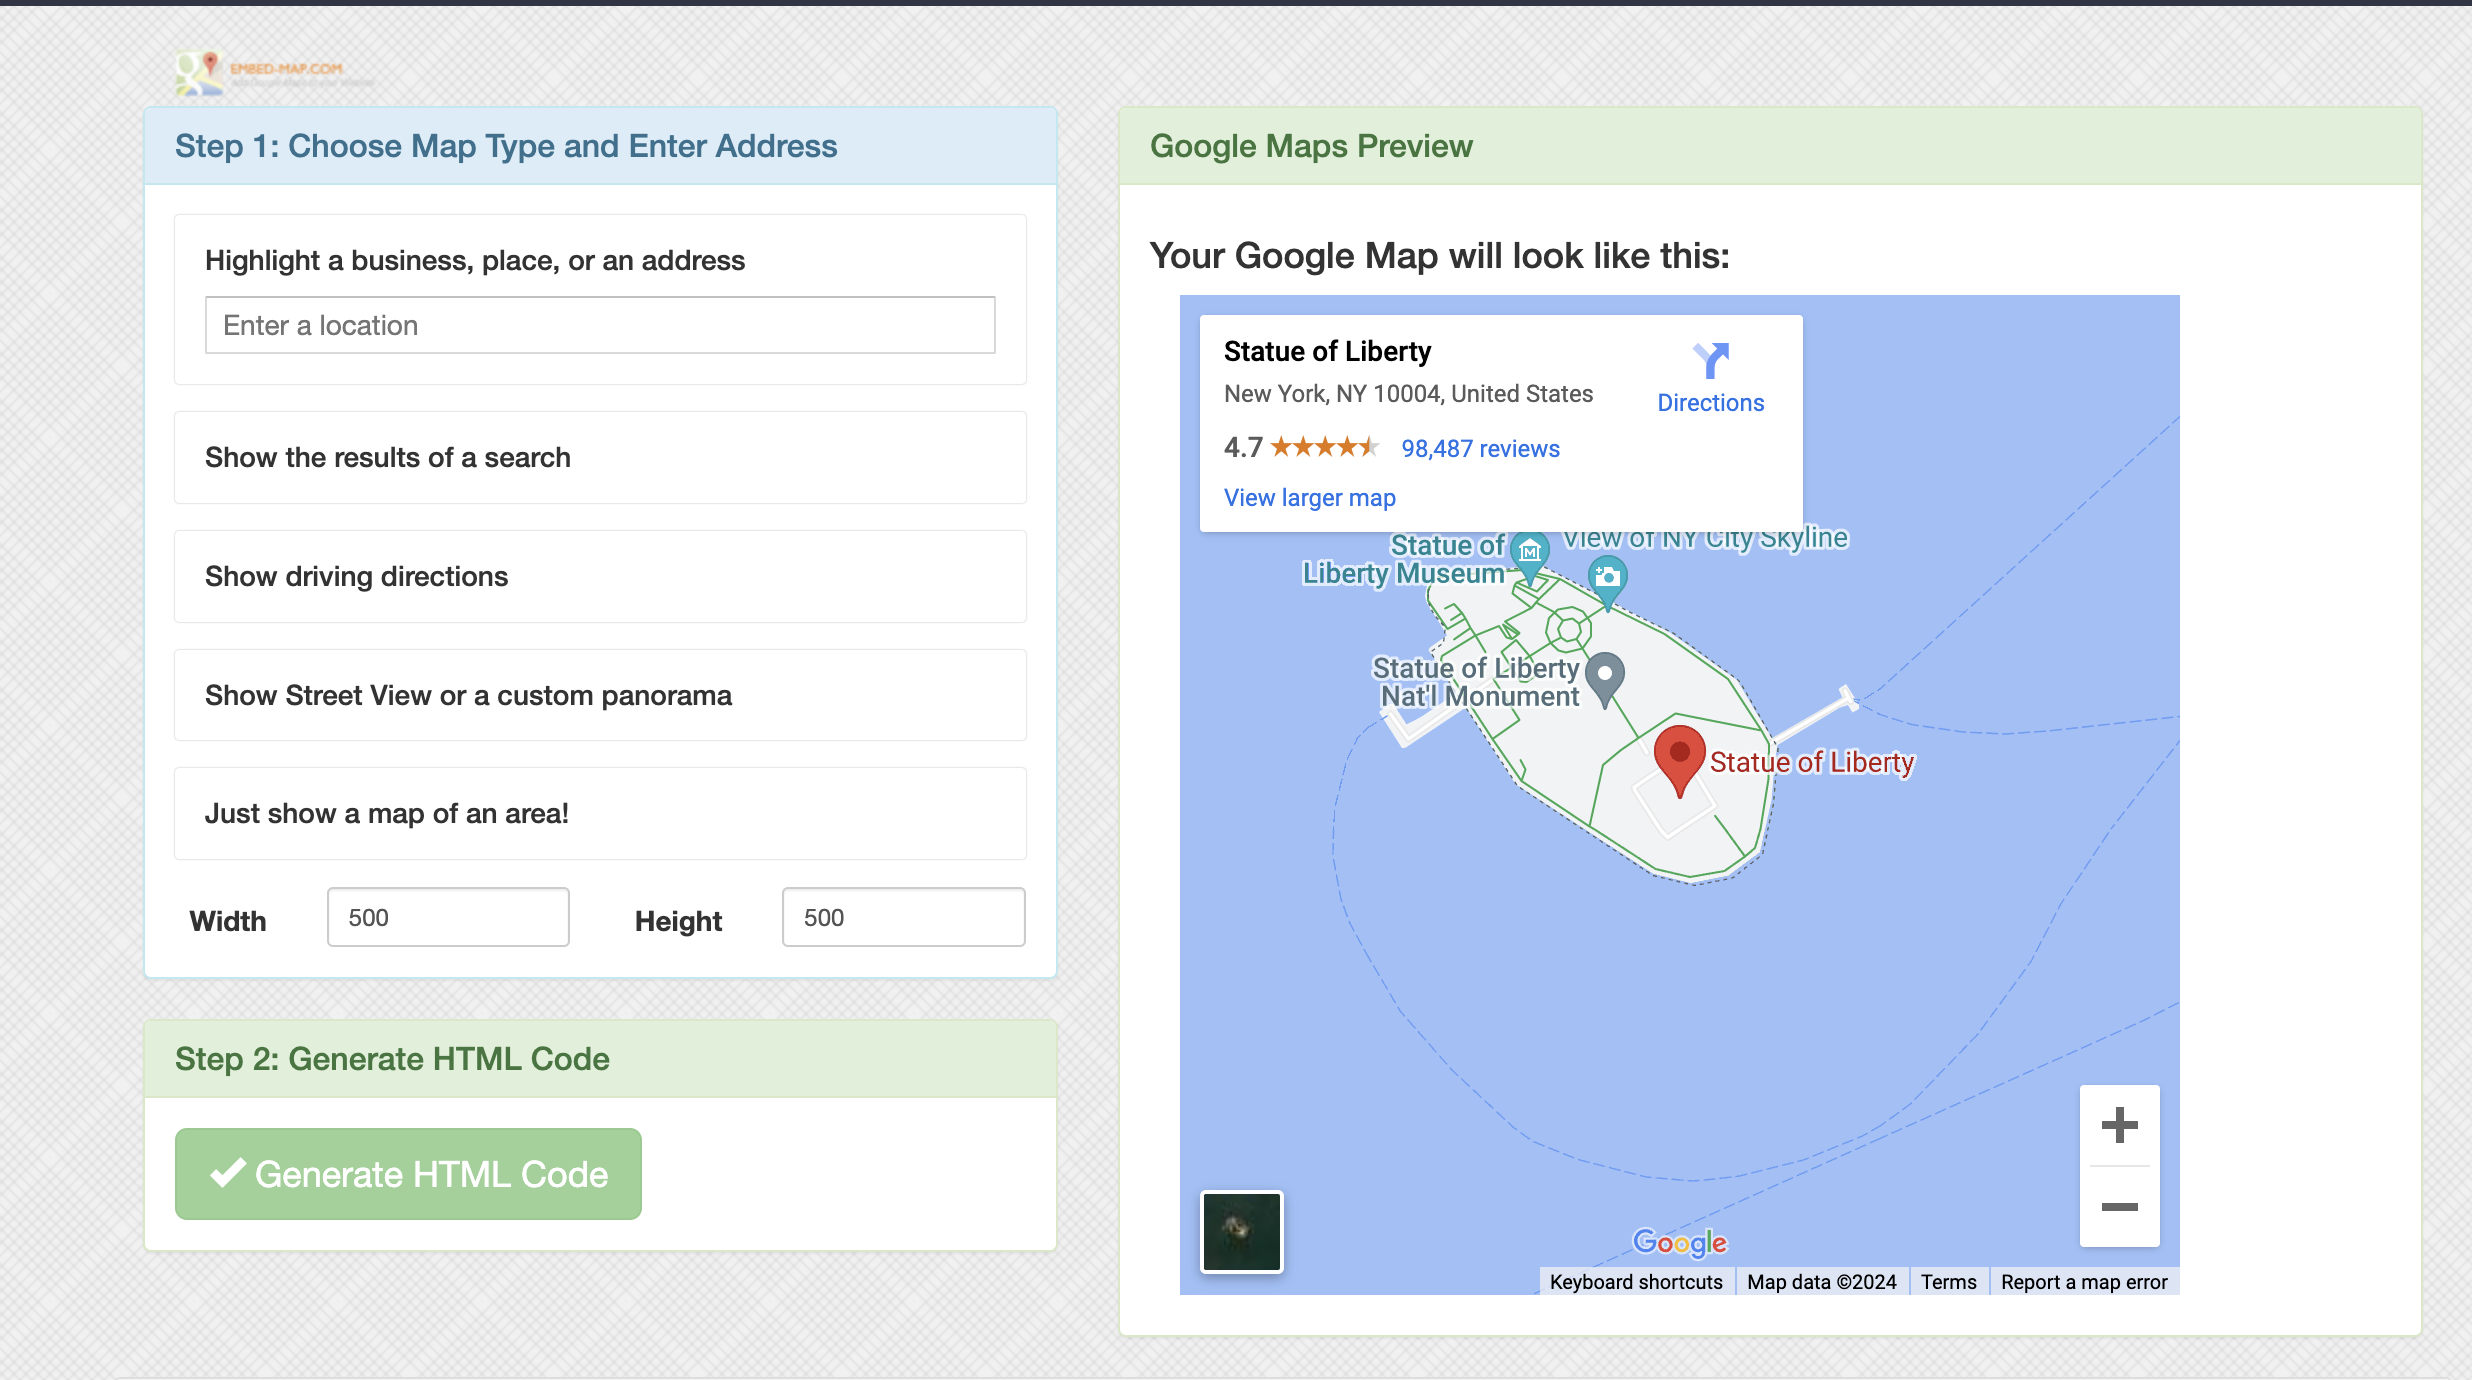 EMBED-MAP.COM
Step 1: Choose Map Type and Enter Address
Highlight a business, place, or an address
Enter a location
Show the results of a search
Show driving directions
Show Street View or a custom panorama
Just show a map of an area!
Width
500
Height
500
Step 2: Generate HTML Code
Generate HTML Code
Google Maps Preview
Your Google Map will look like this:
Statue of Liberty
New York, NY 10004, United States
Directions
4.7
98,487 reviews
View larger map
View of NY City Skyline
Statue of
Liberty Museum
Statue of Liberty
Nat'l Monument
Statue of Liberty
Google
Keyboard shortcuts
Map data ©2024
Terms
Report a map error